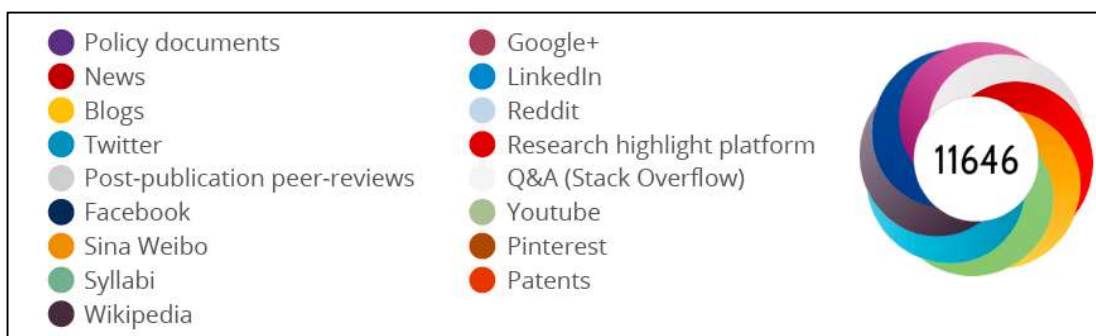 Policy documents
News
Blogs
Twitter
Post-publication peer-reviews
Facebook
Sina Weibo
Syllabi
Wikipedia
Google+
LinkedIn
Reddit
Research highlight platform
Q&A (Stack Overflow)
Youtube
Pinterest
Patents
11646